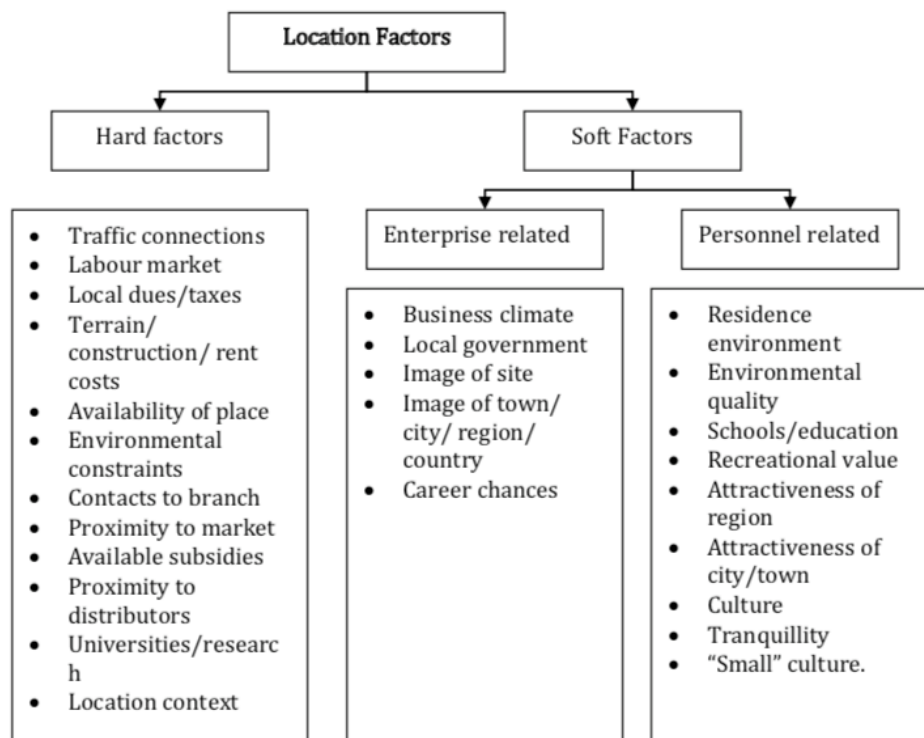 Location Factors
Hard factors
Soft Factors
Enterprise related
Personnel related
• Traffic connections
• Labour market
• Local dues/taxes
• Terrain/
construction/ rent
costs
• Availability of place
• Environmental
constraints
• Contacts to branch
• Proximity to market
• Available subsidies
• Proximity to
distributors
• Universities/researc
h
• Location context
• Business climate
• Local government
• Image of site
• Image of town/
city/ region/
country
• Career chances
• Residence
environment
• Environmental
quality
• Schools/education
• Recreational value
• Attractiveness of
region
• Attractiveness of
city/town
• Culture
• Tranquillity
• “Small” culture.